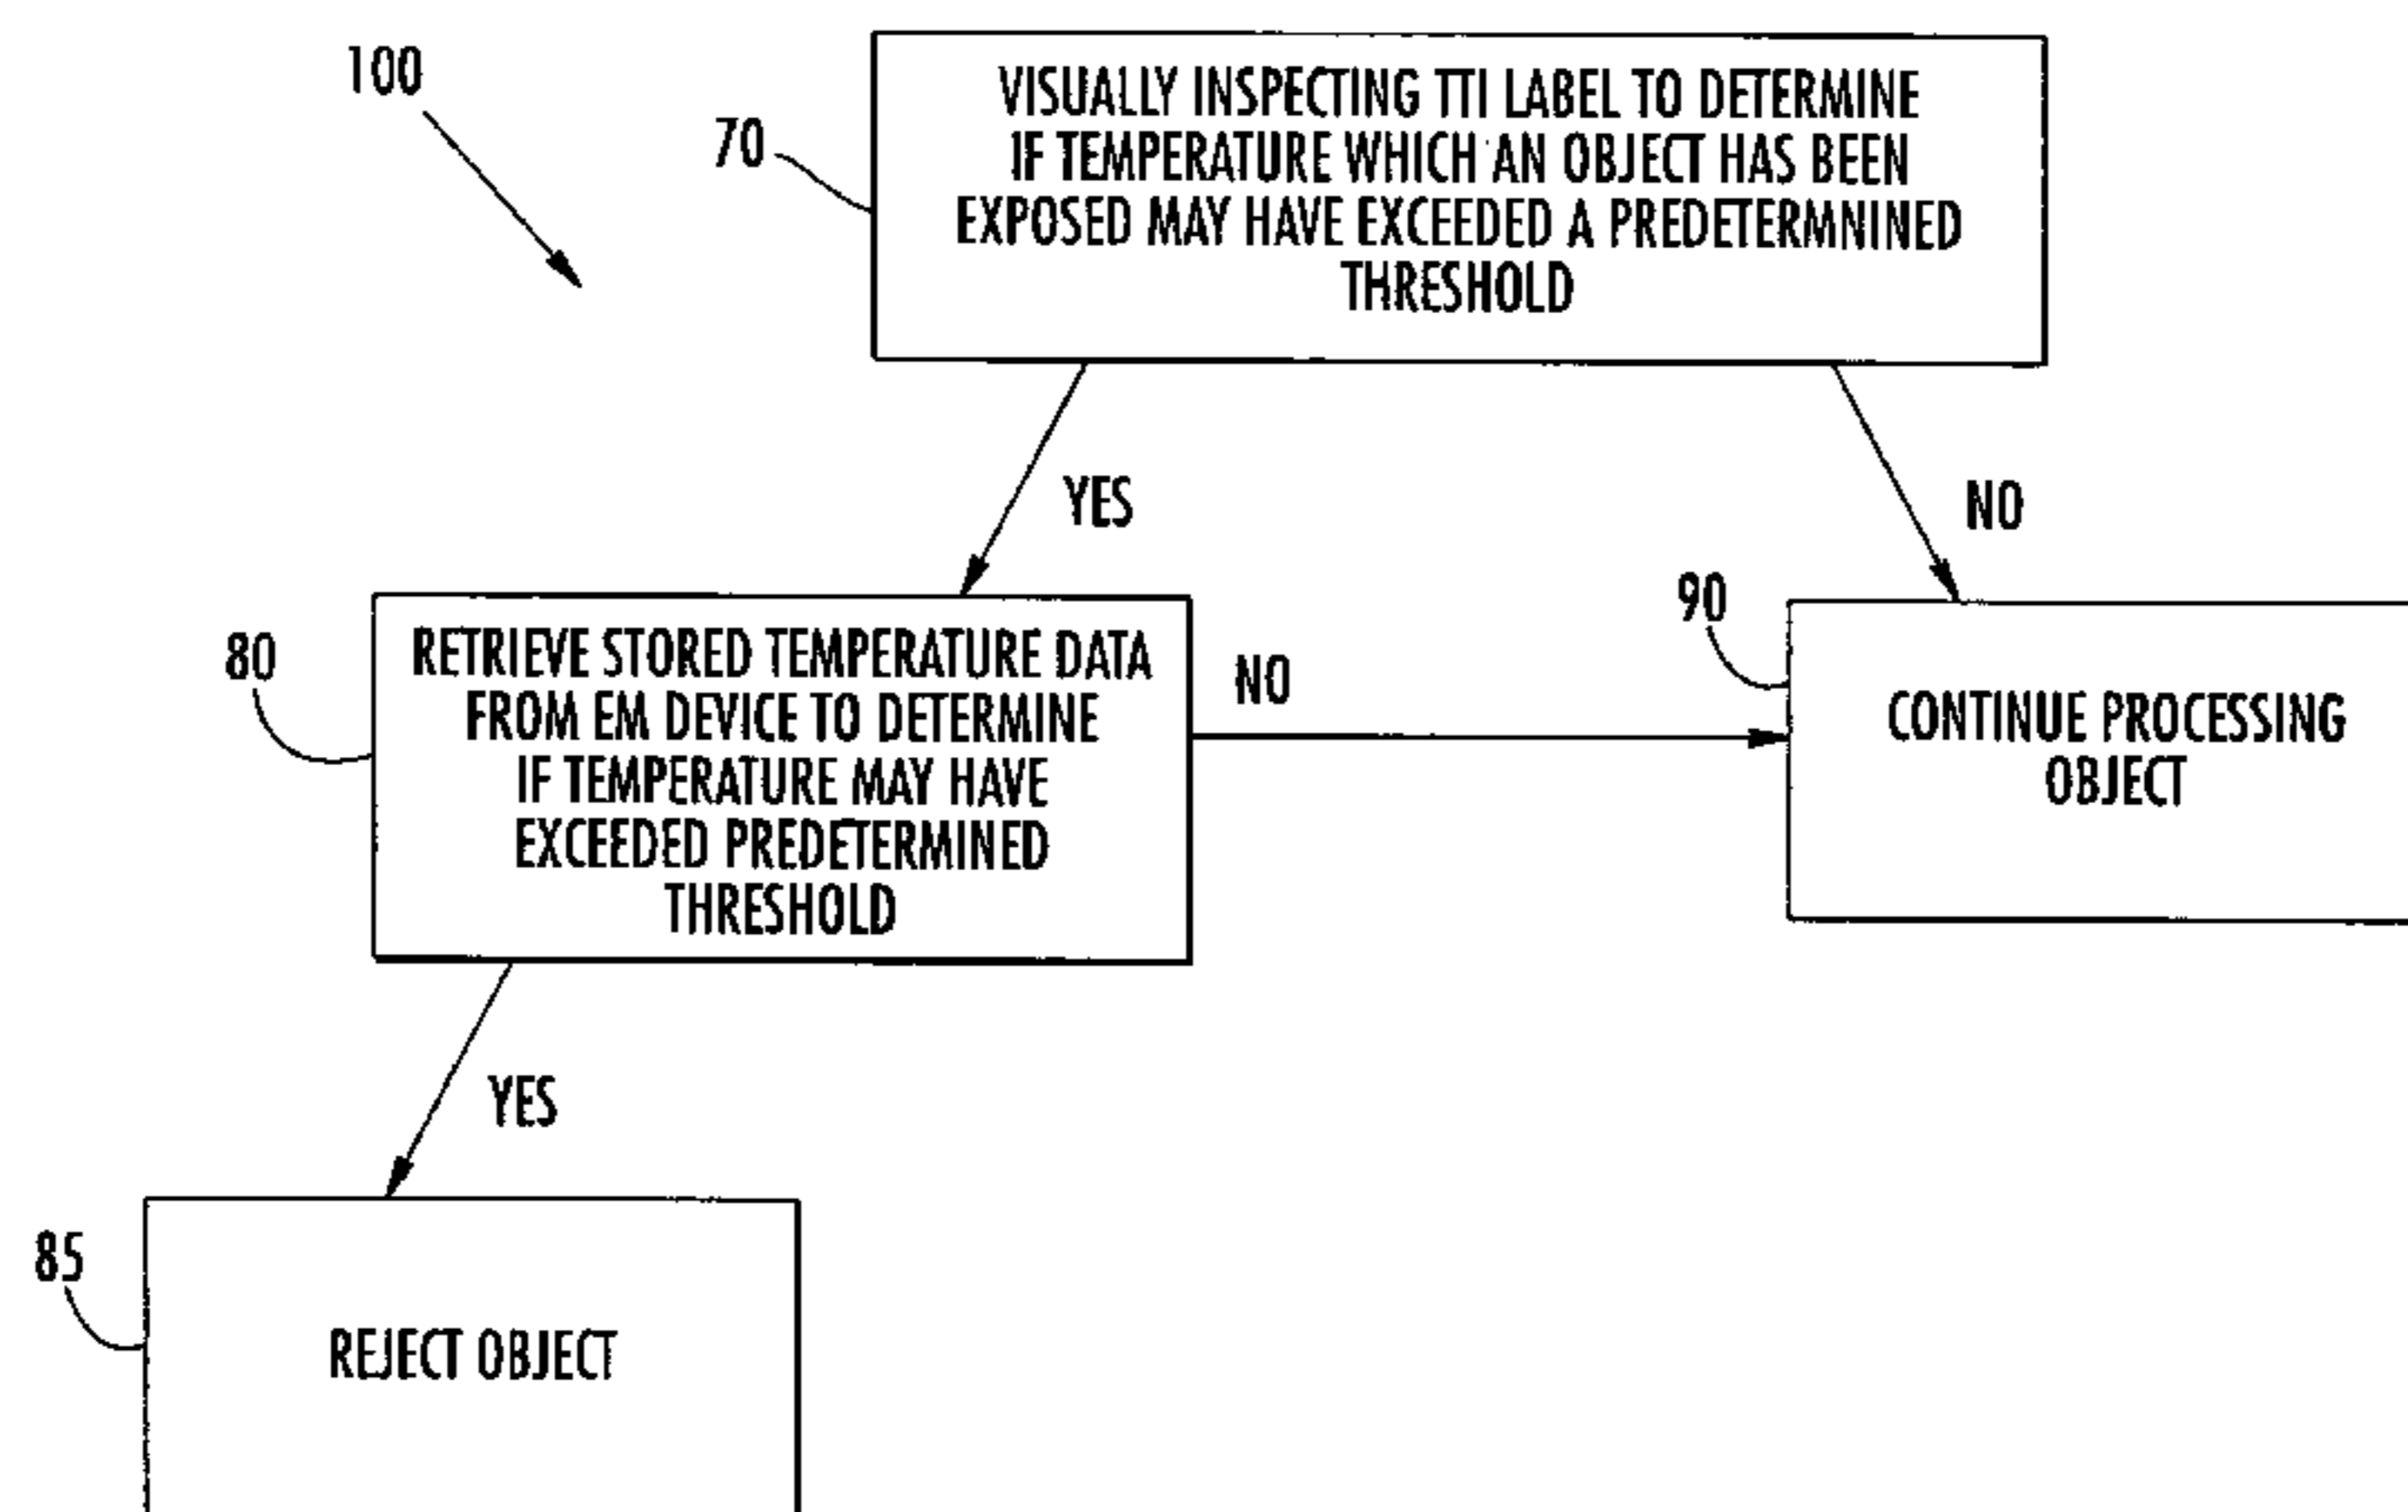 100
70
VISUALLY INSPECTING TTI LABEL TO DETERMINE
IF TEMPERATURE WHICH AN OBJECT HAS BEEN
EXPOSED MAY HAVE EXCEEDED A PREDETERMNINED
THRESHOLD
YES
NO
80
RETRIEVE STORED TEMPERATURE DATA
FROM EM DEVICE TO DETERMINE
IF TEMPERATURE MAY HAVE
EXCEEDED PREDETERMINED
THRESHOLD
NO
90
CONTINUE PROCESSING
OBJECT
YES
85
REJECT OBJECT